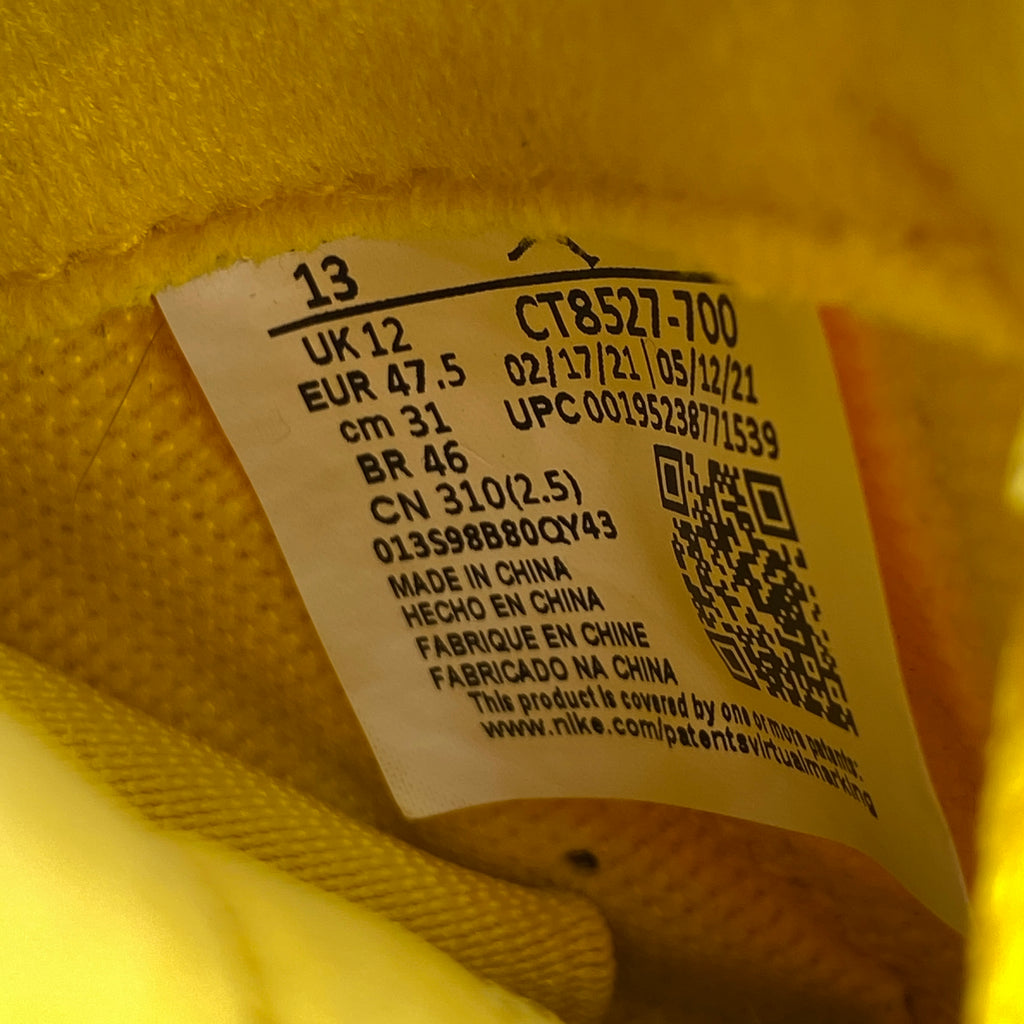 13
UK 12
EUR 47.5
cm 31
BR 46
CN 310(2.5)
CT8527-700
02/17/21|05/12/21
UPC 00195238771539
013S98B80QY43
MADE IN CHINA
HECHO EN CHINA
FABRIQUE EN CHINE
FABRICADO NA CHINA
This product is covered by one or more patents:
www.nike.com/patentsvirtualmarking